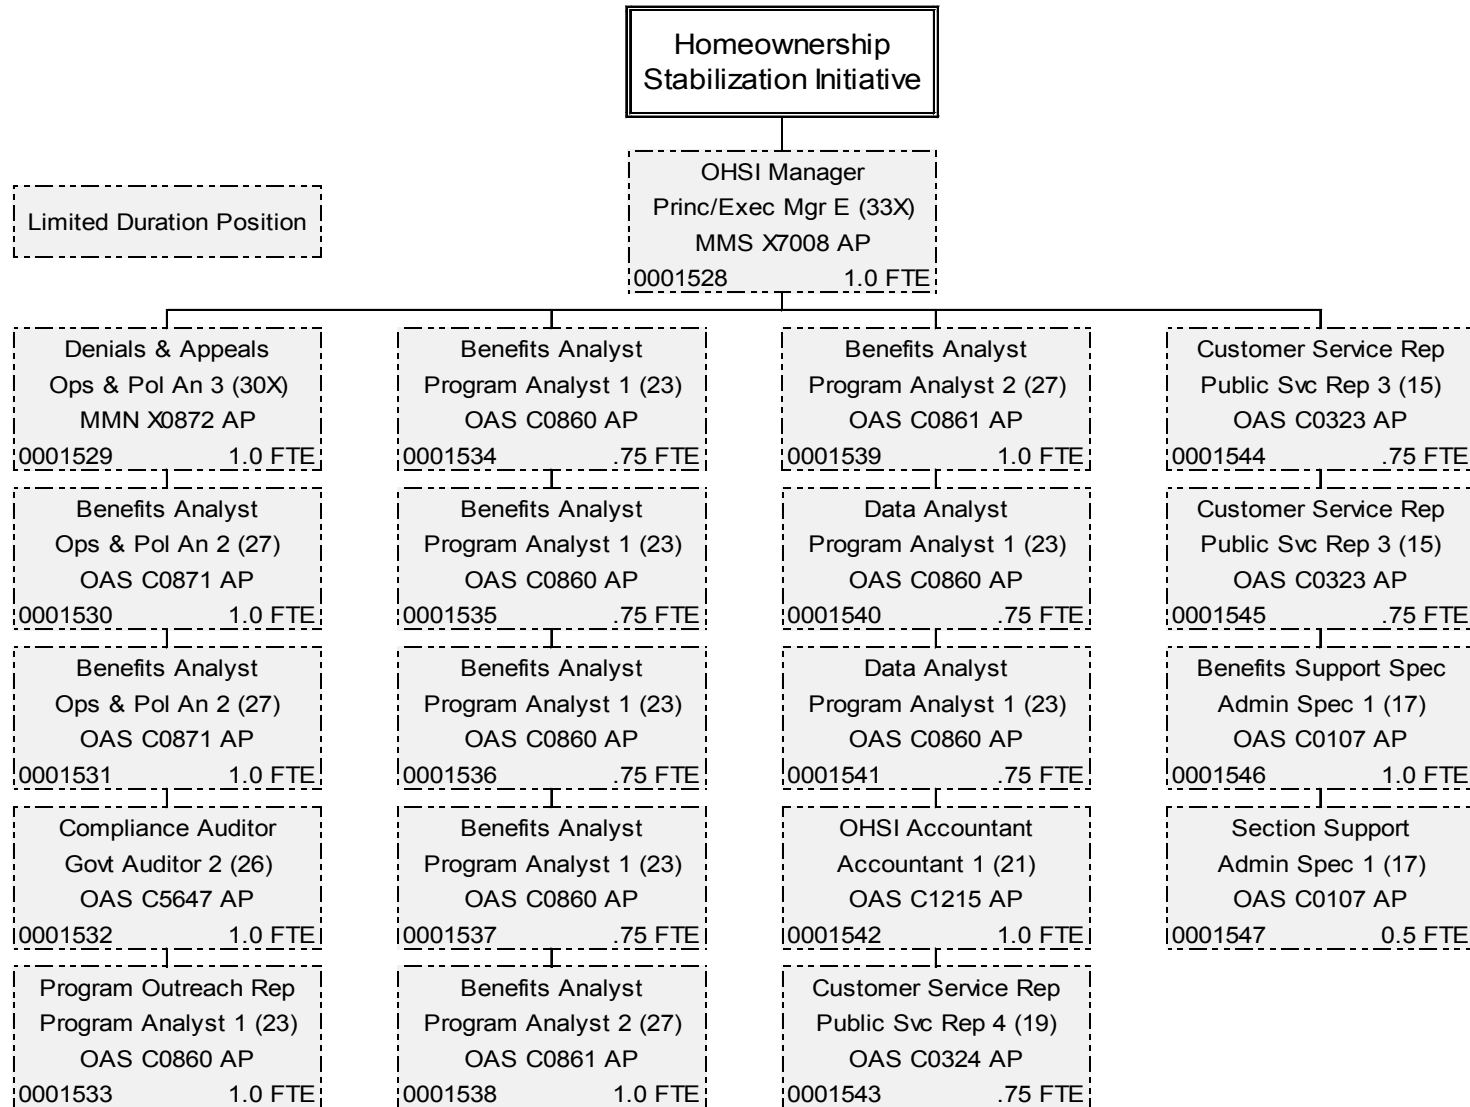 Homeownership
Stabilization Initiative
Limited Duration Position
OHSI Manager
Princ/Exec Mgr E (33X)
MMS X7008 AP
0001528 1.0 FTE
Denials & Appeals
Ops & Pol An 3 (30X)
MMN X0872 AP
0001529 1.0 FTE
Benefits Analyst
Ops & Pol An 2 (27)
OAS C0871 AP
0001530 1.0 FTE
Benefits Analyst
Ops & Pol An 2 (27)
OAS C0871 AP
0001531 1.0 FTE
Compliance Auditor
Govt Auditor 2 (26)
OAS C5647 AP
0001532 1.0 FTE
Program Outreach Rep
Program Analyst 1 (23)
OAS C0860 AP
0001533 1.0 FTE
Benefits Analyst
Program Analyst 1 (23)
OAS C0860 AP
0001534 .75 FTE
Benefits Analyst
Program Analyst 1 (23)
OAS C0860 AP
0001535 .75 FTE
Benefits Analyst
Program Analyst 1 (23)
OAS C0860 AP
0001536 .75 FTE
Benefits Analyst
Program Analyst 1 (23)
OAS C0860 AP
0001537 .75 FTE
Benefits Analyst
Program Analyst 2 (27)
OAS C0861 AP
0001538 1.0 FTE
Benefits Analyst
Program Analyst 2 (27)
OAS C0861 AP
0001539 1.0 FTE
Data Analyst
Program Analyst 1 (23)
OAS C0860 AP
0001540 .75 FTE
Data Analyst
Program Analyst 1 (23)
OAS C0860 AP
0001541 .75 FTE
OHSI Accountant
Accountant 1 (21)
OAS C1215 AP
0001542 1.0 FTE
Customer Service Rep
Public Svc Rep 4 (19)
OAS C0324 AP
0001543 .75 FTE
Customer Service Rep
Public Svc Rep 3 (15)
OAS C0323 AP
0001544 .75 FTE
Customer Service Rep
Public Svc Rep 3 (15)
OAS C0323 AP
0001545 .75 FTE
Benefits Support Spec
Admin Spec 1 (17)
OAS C0107 AP
0001546 1.0 FTE
Section Support
Admin Spec 1 (17)
OAS C0107 AP
0001547 0.5 FTE